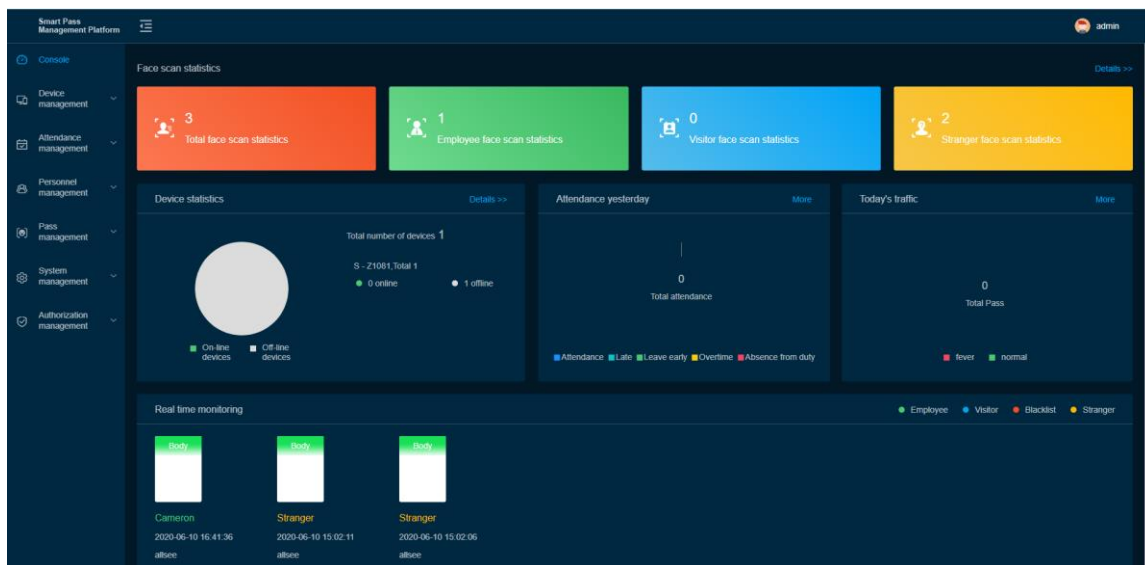 Smart Pass
Management Platform
admin
Console
Device
management
Attendance
management
Personnel
management
Pass
management
System
management
Authorization
management
Face scan statistics
Details >>
3
Total face scan statistics
1
Employee face scan statistics
0
Visitor face scan statistics
2
Stranger face scan statistics
Device statistics
Details >>
Total number of devices 1
S - Z1081,Total 1
0 online
1 offline
On-line
devices
Off-line
devices
Attendance yesterday
More
0
Total attendance
Attendance Late Leave early Overtime Absence from duty
Today's traffic
More
0
Total Pass
fever normal
Real time monitoring
Employee Visitor Blacklist Stranger
Body
Cameron
2020-06-10 16:41:36
allsee
Body
Stranger
2020-06-10 15:02:11
allsee
Body
Stranger
2020-06-10 15:02:06
allsee